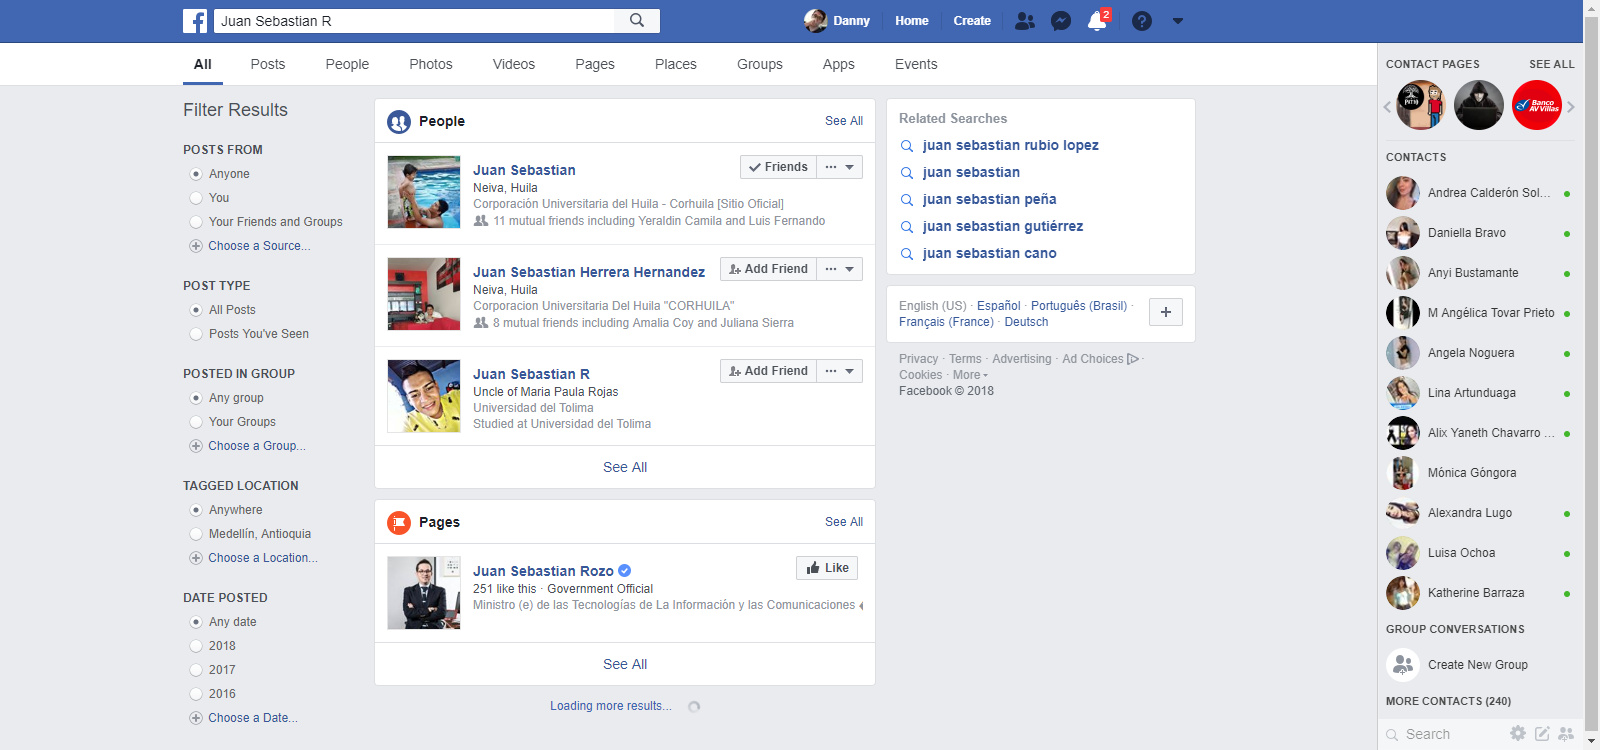 Juan Sebastian R
Danny
Home
Create
2
All
Posts
People
Photos
Videos
Pages
Places
Groups
Apps
Events
Filter Results
POSTS FROM
Anyone
You
Your Friends and Groups
Choose a Source...
POST TYPE
All Posts
Posts You've Seen
POSTED IN GROUP
Any group
Your Groups
Choose a Group...
TAGGED LOCATION
Anywhere
Medellín, Antioquia
Choose a Location...
DATE POSTED
Any date
2018
2017
2016
Choose a Date...
People
See All
Juan Sebastian
Friends
Neiva, Huila
Corporación Universitaria del Huila - Corhuila [Sitio Oficial]
11 mutual friends including Yeraldin Camila and Luis Fernando
Juan Sebastian Herrera Hernandez
Add Friend
Neiva, Huila
Corporacion Universitaria Del Huila "CORHUILA"
8 mutual friends including Amalia Coy and Juliana Sierra
Juan Sebastian R
Add Friend
Uncle of Maria Paula Rojas
Universidad del Tolima
Studied at Universidad del Tolima
See All
Pages
See All
Juan Sebastian Rozo
Like
251 like this · Government Official
Ministro (e) de las Tecnologías de La Información y las Comunicaciones
See All
Loading more results...
Related Searches
juan sebastian rubio lopez
juan sebastian
juan sebastian peña
juan sebastian gutiérrez
juan sebastian cano
English (US) · Español · Português (Brasil) ·
Français (France) · Deutsch
Privacy · Terms · Advertising · Ad Choices ·
Cookies · More
Facebook © 2018
CONTACT PAGES
SEE ALL
Banco
AV Villas
CONTACTS
Andrea Calderón Sol...
Daniella Bravo
Anyi Bustamante
M Angélica Tovar Prieto
Angela Noguera
Lina Artunduaga
Alix Yaneth Chavarro ...
Mónica Góngora
Alexandra Lugo
Luisa Ochoa
Katherine Barraza
GROUP CONVERSATIONS
Create New Group
MORE CONTACTS (240)
Search